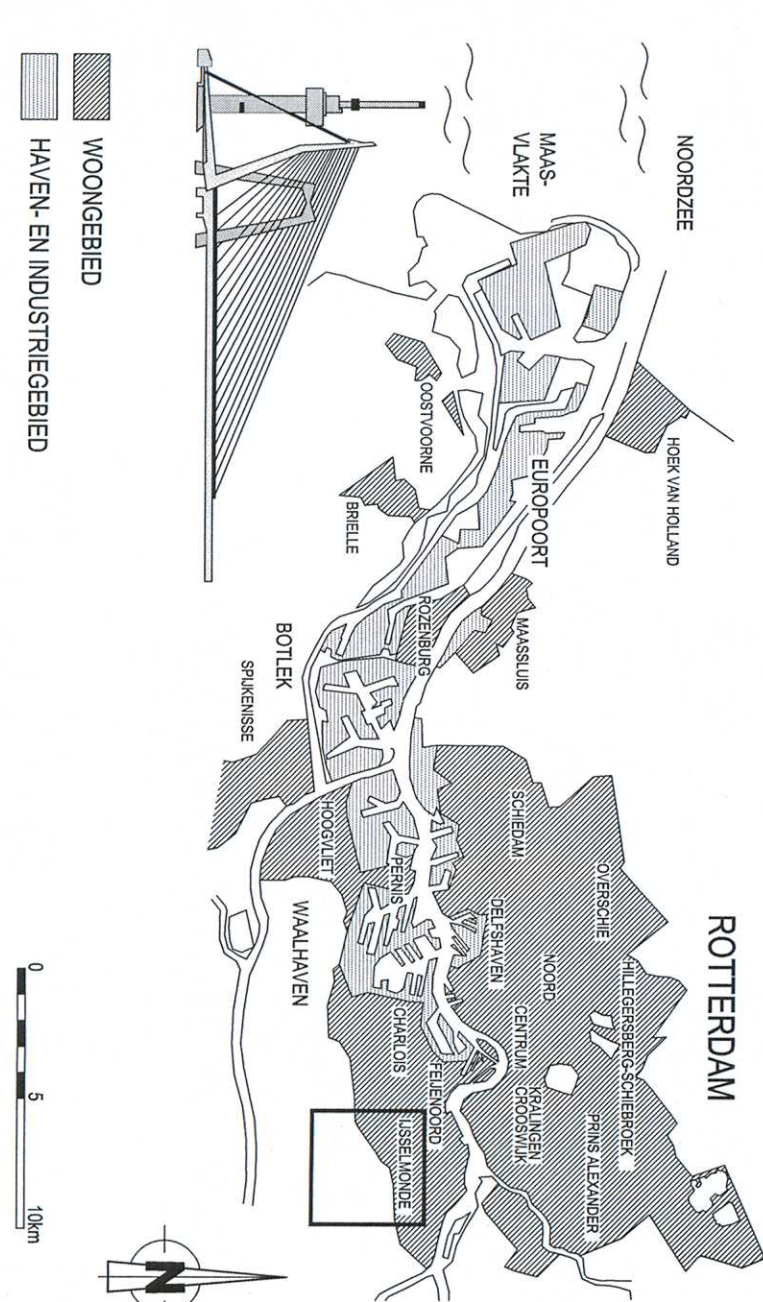 ROTTERDAM
NOORDZEE
MAAS-
VLAKTE
HOEK VAN HOLLAND
EUROPOORT
OOSTVOORNE
BRIELLE
MAASSLUIS
ROZENBURG
BOTLEK
SPIJKENISSE
HOOGVLIET
PERNIS
SCHIEDAM
OVERSCHIE
HILLEGERSBERG-SCHIEBROEK
NOORD
DELFSHAVEN
CENTRUM
KRALINGEN
CROOSWIJK
PRINS ALEXANDER
WAALHAVEN
CHARLOIS
FEIJENOORD
IJSSELMONDE
WOONGEBIED
HAVEN- EN INDUSTRIEGEBIED
0
5
10km
N